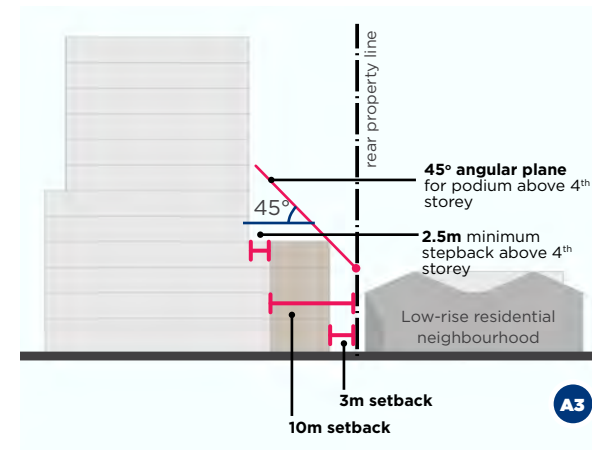 rear property line
45° angular plane
for podium above 4th
storey
45°
2.5m minimum
stepback above 4th
storey
Low-rise residential
neighbourhood
3m setback
10m setback
A3